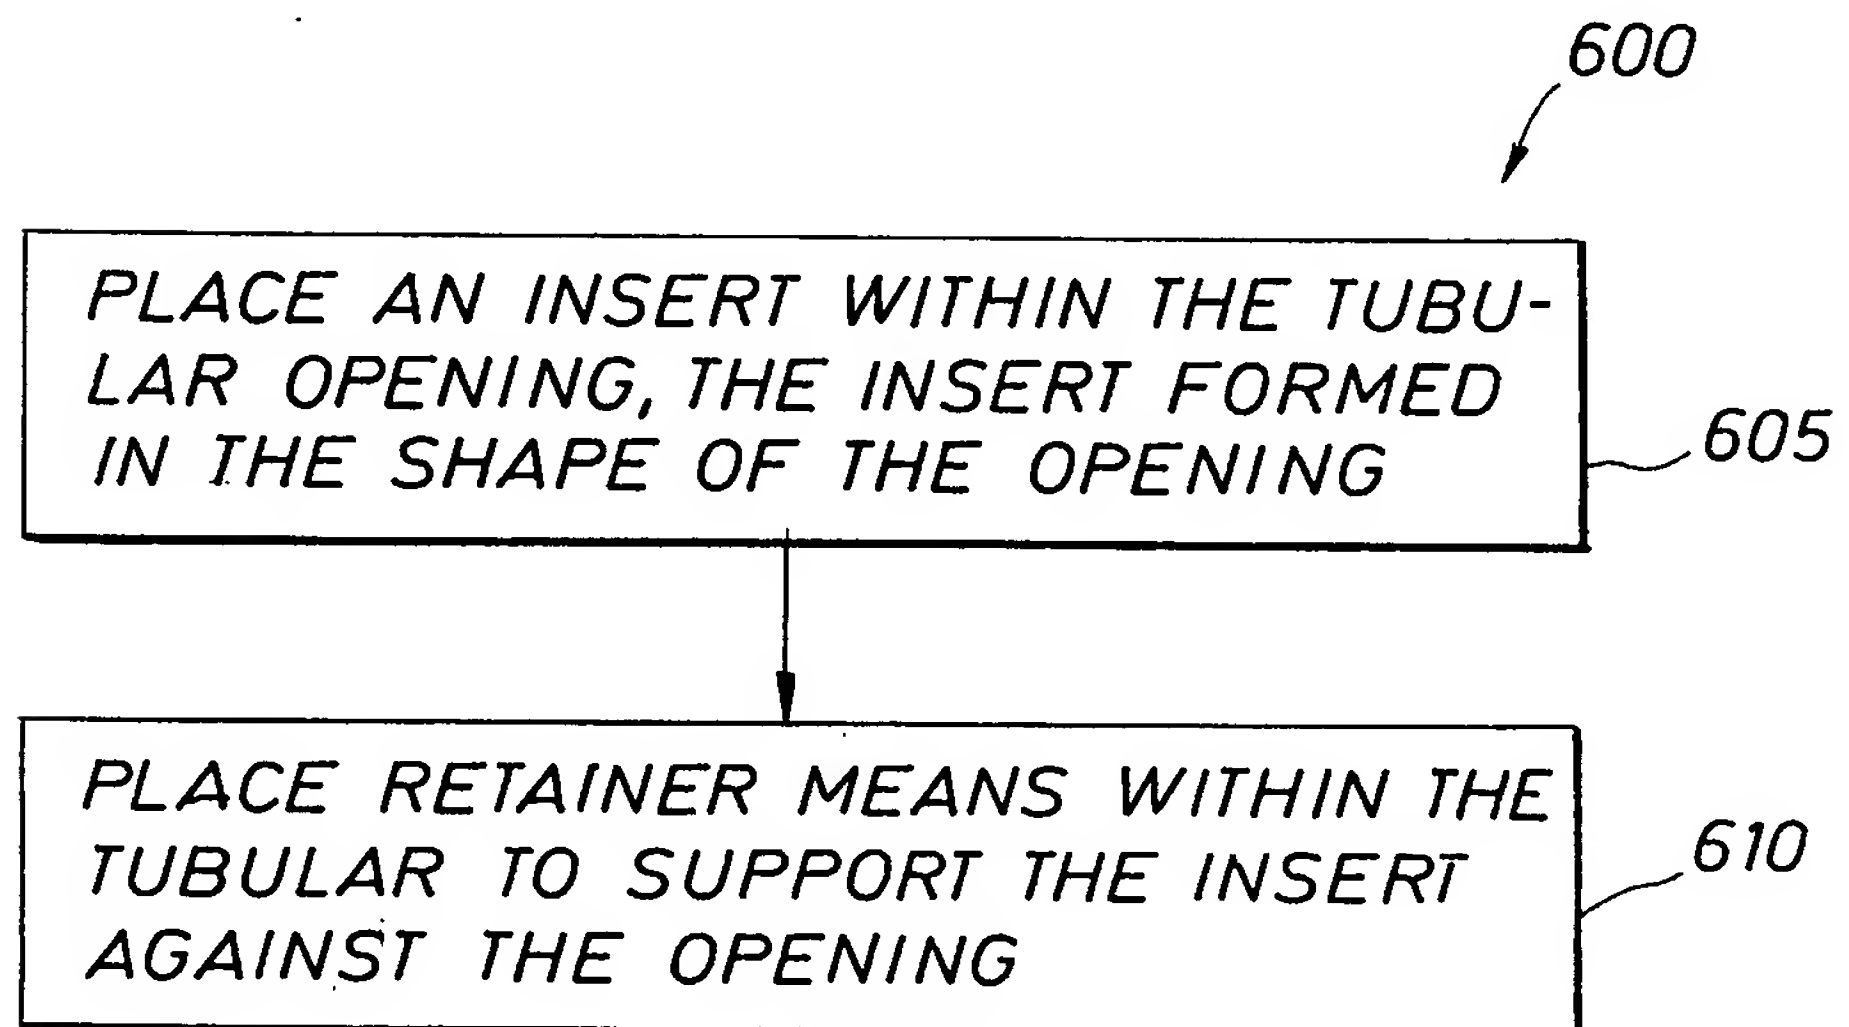 600
PLACE AN INSERT WITHIN THE TUBU-
LAR OPENING, THE INSERT FORMED
IN THE SHAPE OF THE OPENING
605
PLACE RETAINER MEANS WITHIN THE
TUBULAR TO SUPPORT THE INSERT
AGAINST THE OPENING
610